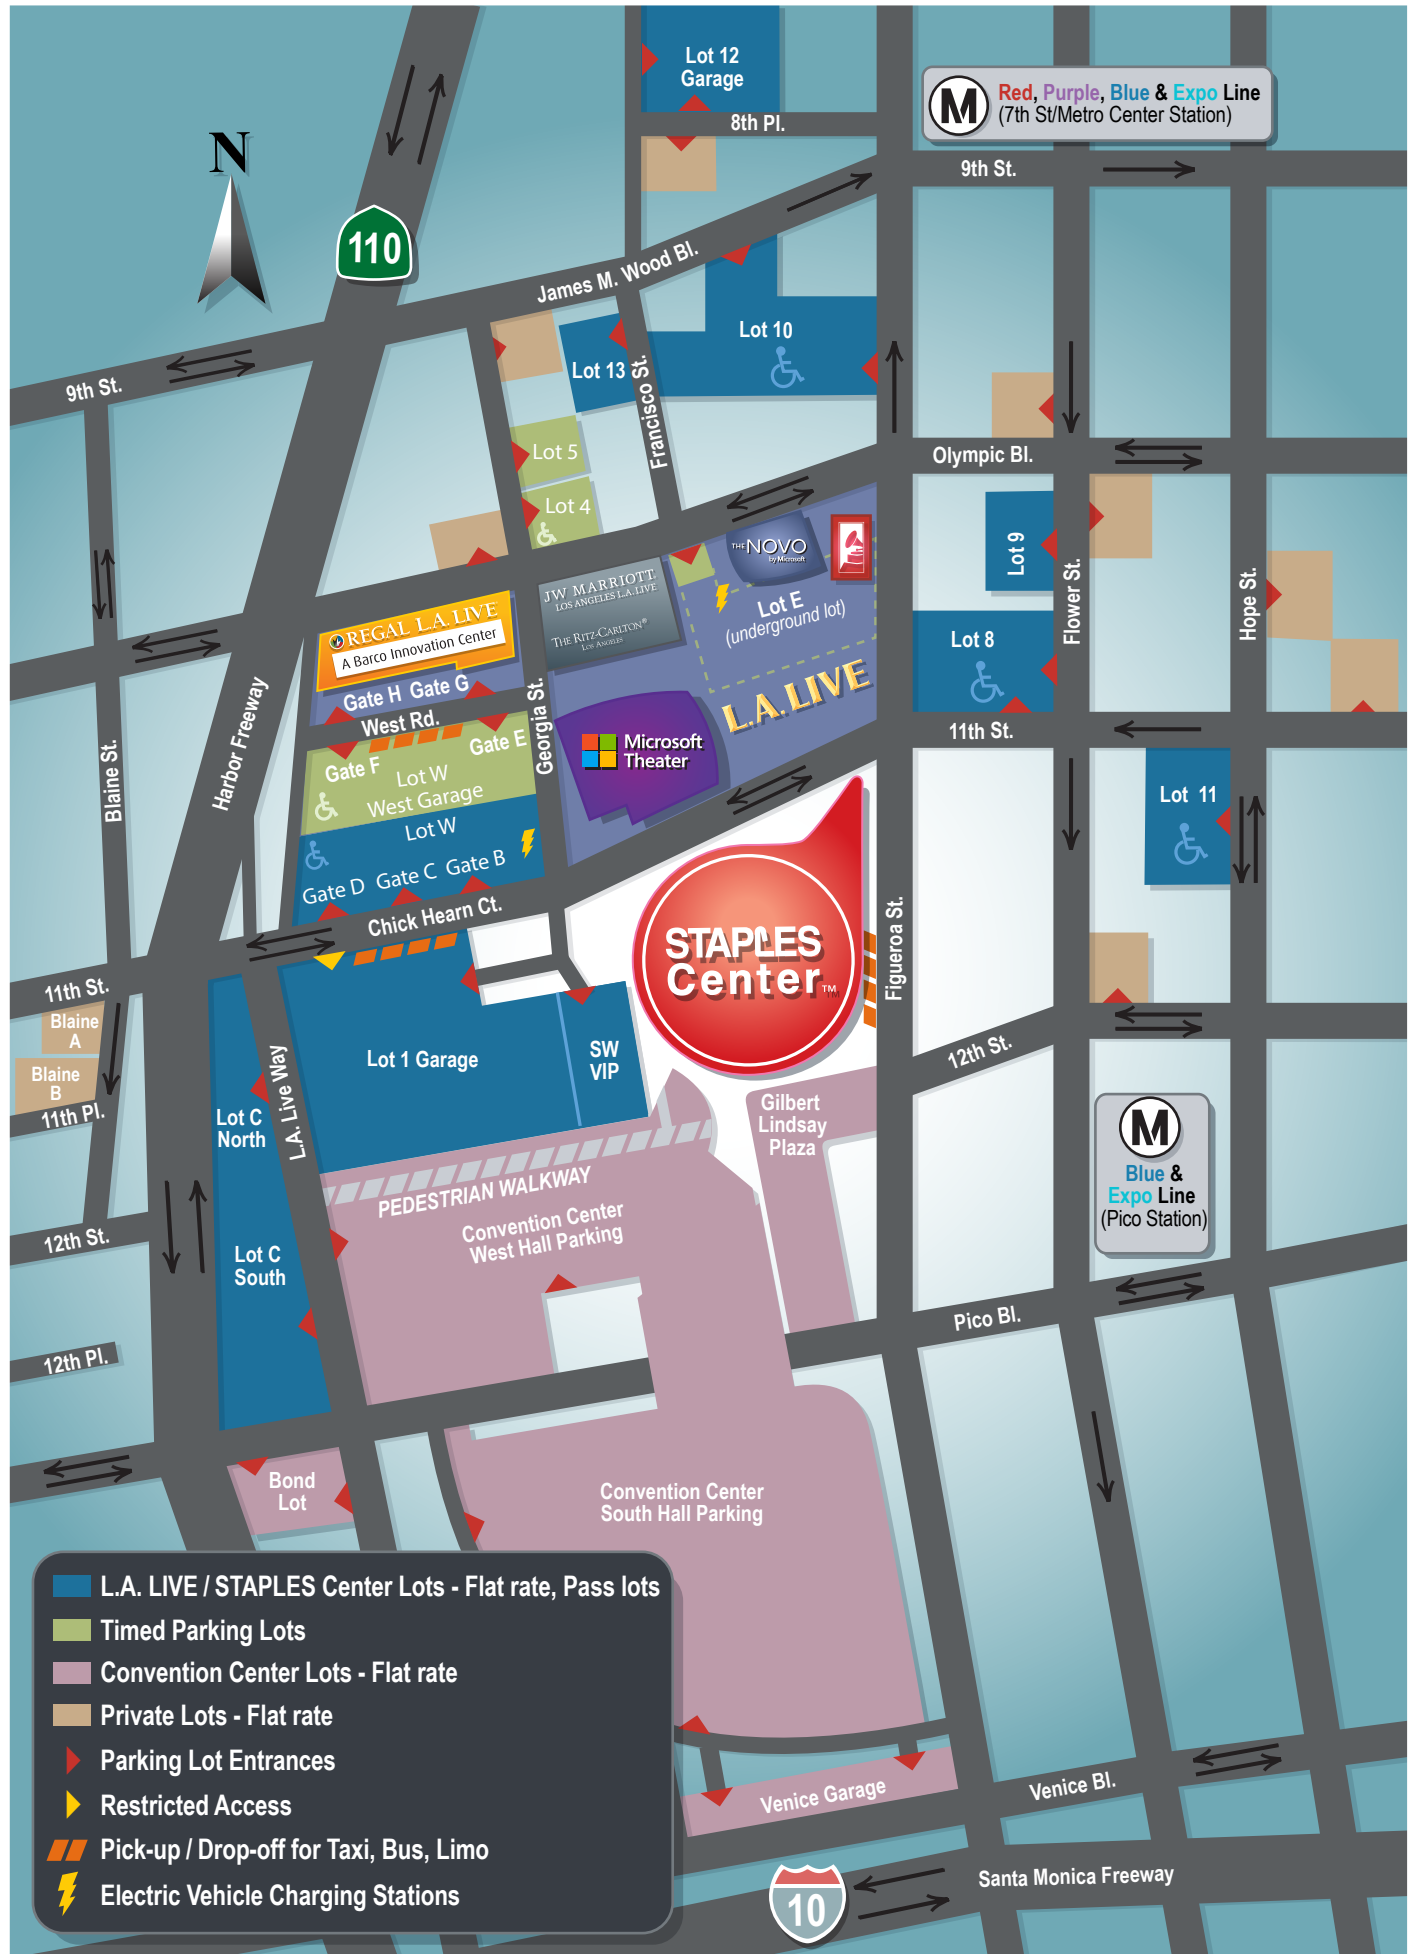 Lot 12
Garage
8th Pl.
M
Red, Purple, Blue & Expo Line
(7th St/Metro Center Station)
9th St.
N
110
James M. Wood Bl.
Lot 10
Lot 13
Francisco St.
9th St.
Lot 5
Lot 4
Olympic Bl.
Lot 9
Flower St.
Hope St.
THE NOVO
by Microsoft
Lot E
(underground lot)
JW MARRIOTT.
LOS ANGELES L.A. LIVE
THE RITZ-CARLTON®
LOS ANGELES
REGAL L.A. LIVE
A Barco Innovation Center
Gate H Gate G
West Rd.
Georgia St.
Lot 8
L.A. LIVE
11th St.
Harbor Freeway
Blaine St.
Gate F
Gate E
Lot W
West Garage
Microsoft
Theater
Lot W
Gate D Gate C Gate B
Lot 11
Chick Hearn Ct.
STAPLES
Center™
Figueroa St.
11th St.
Blaine
A
Blaine
B
11th Pl.
Lot 1 Garage
SW
VIP
12th St.
L.A. Live Way
Lot C
North
Gilbert
Lindsay
Plaza
M
Blue &
Expo Line
(Pico Station)
PEDESTRIAN WALKWAY
Convention Center
West Hall Parking
12th St.
Lot C
South
Pico Bl.
12th Pl.
Bond
Lot
Convention Center
South Hall Parking
L.A. LIVE / STAPLES Center Lots - Flat rate, Pass lots
Timed Parking Lots
Convention Center Lots - Flat rate
Private Lots - Flat rate
Parking Lot Entrances
Restricted Access
Pick-up / Drop-off for Taxi, Bus, Limo
Electric Vehicle Charging Stations
Venice Garage
Venice Bl.
Santa Monica Freeway
10